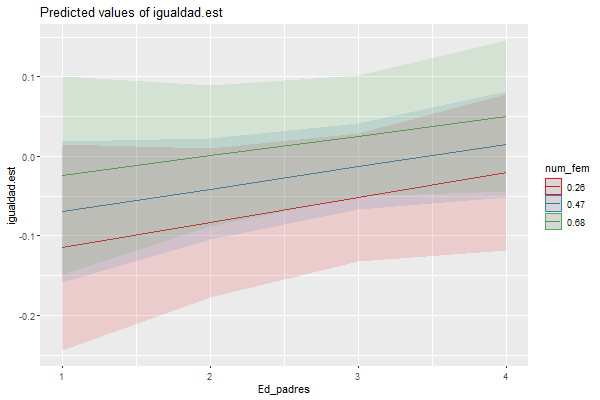 Predicted values of igualdad.est
0.1
0.0
-0.1
-0.2
igualdad.est
1 2 3 4
Ed_padres
num_fem
0.26
0.47
0.68